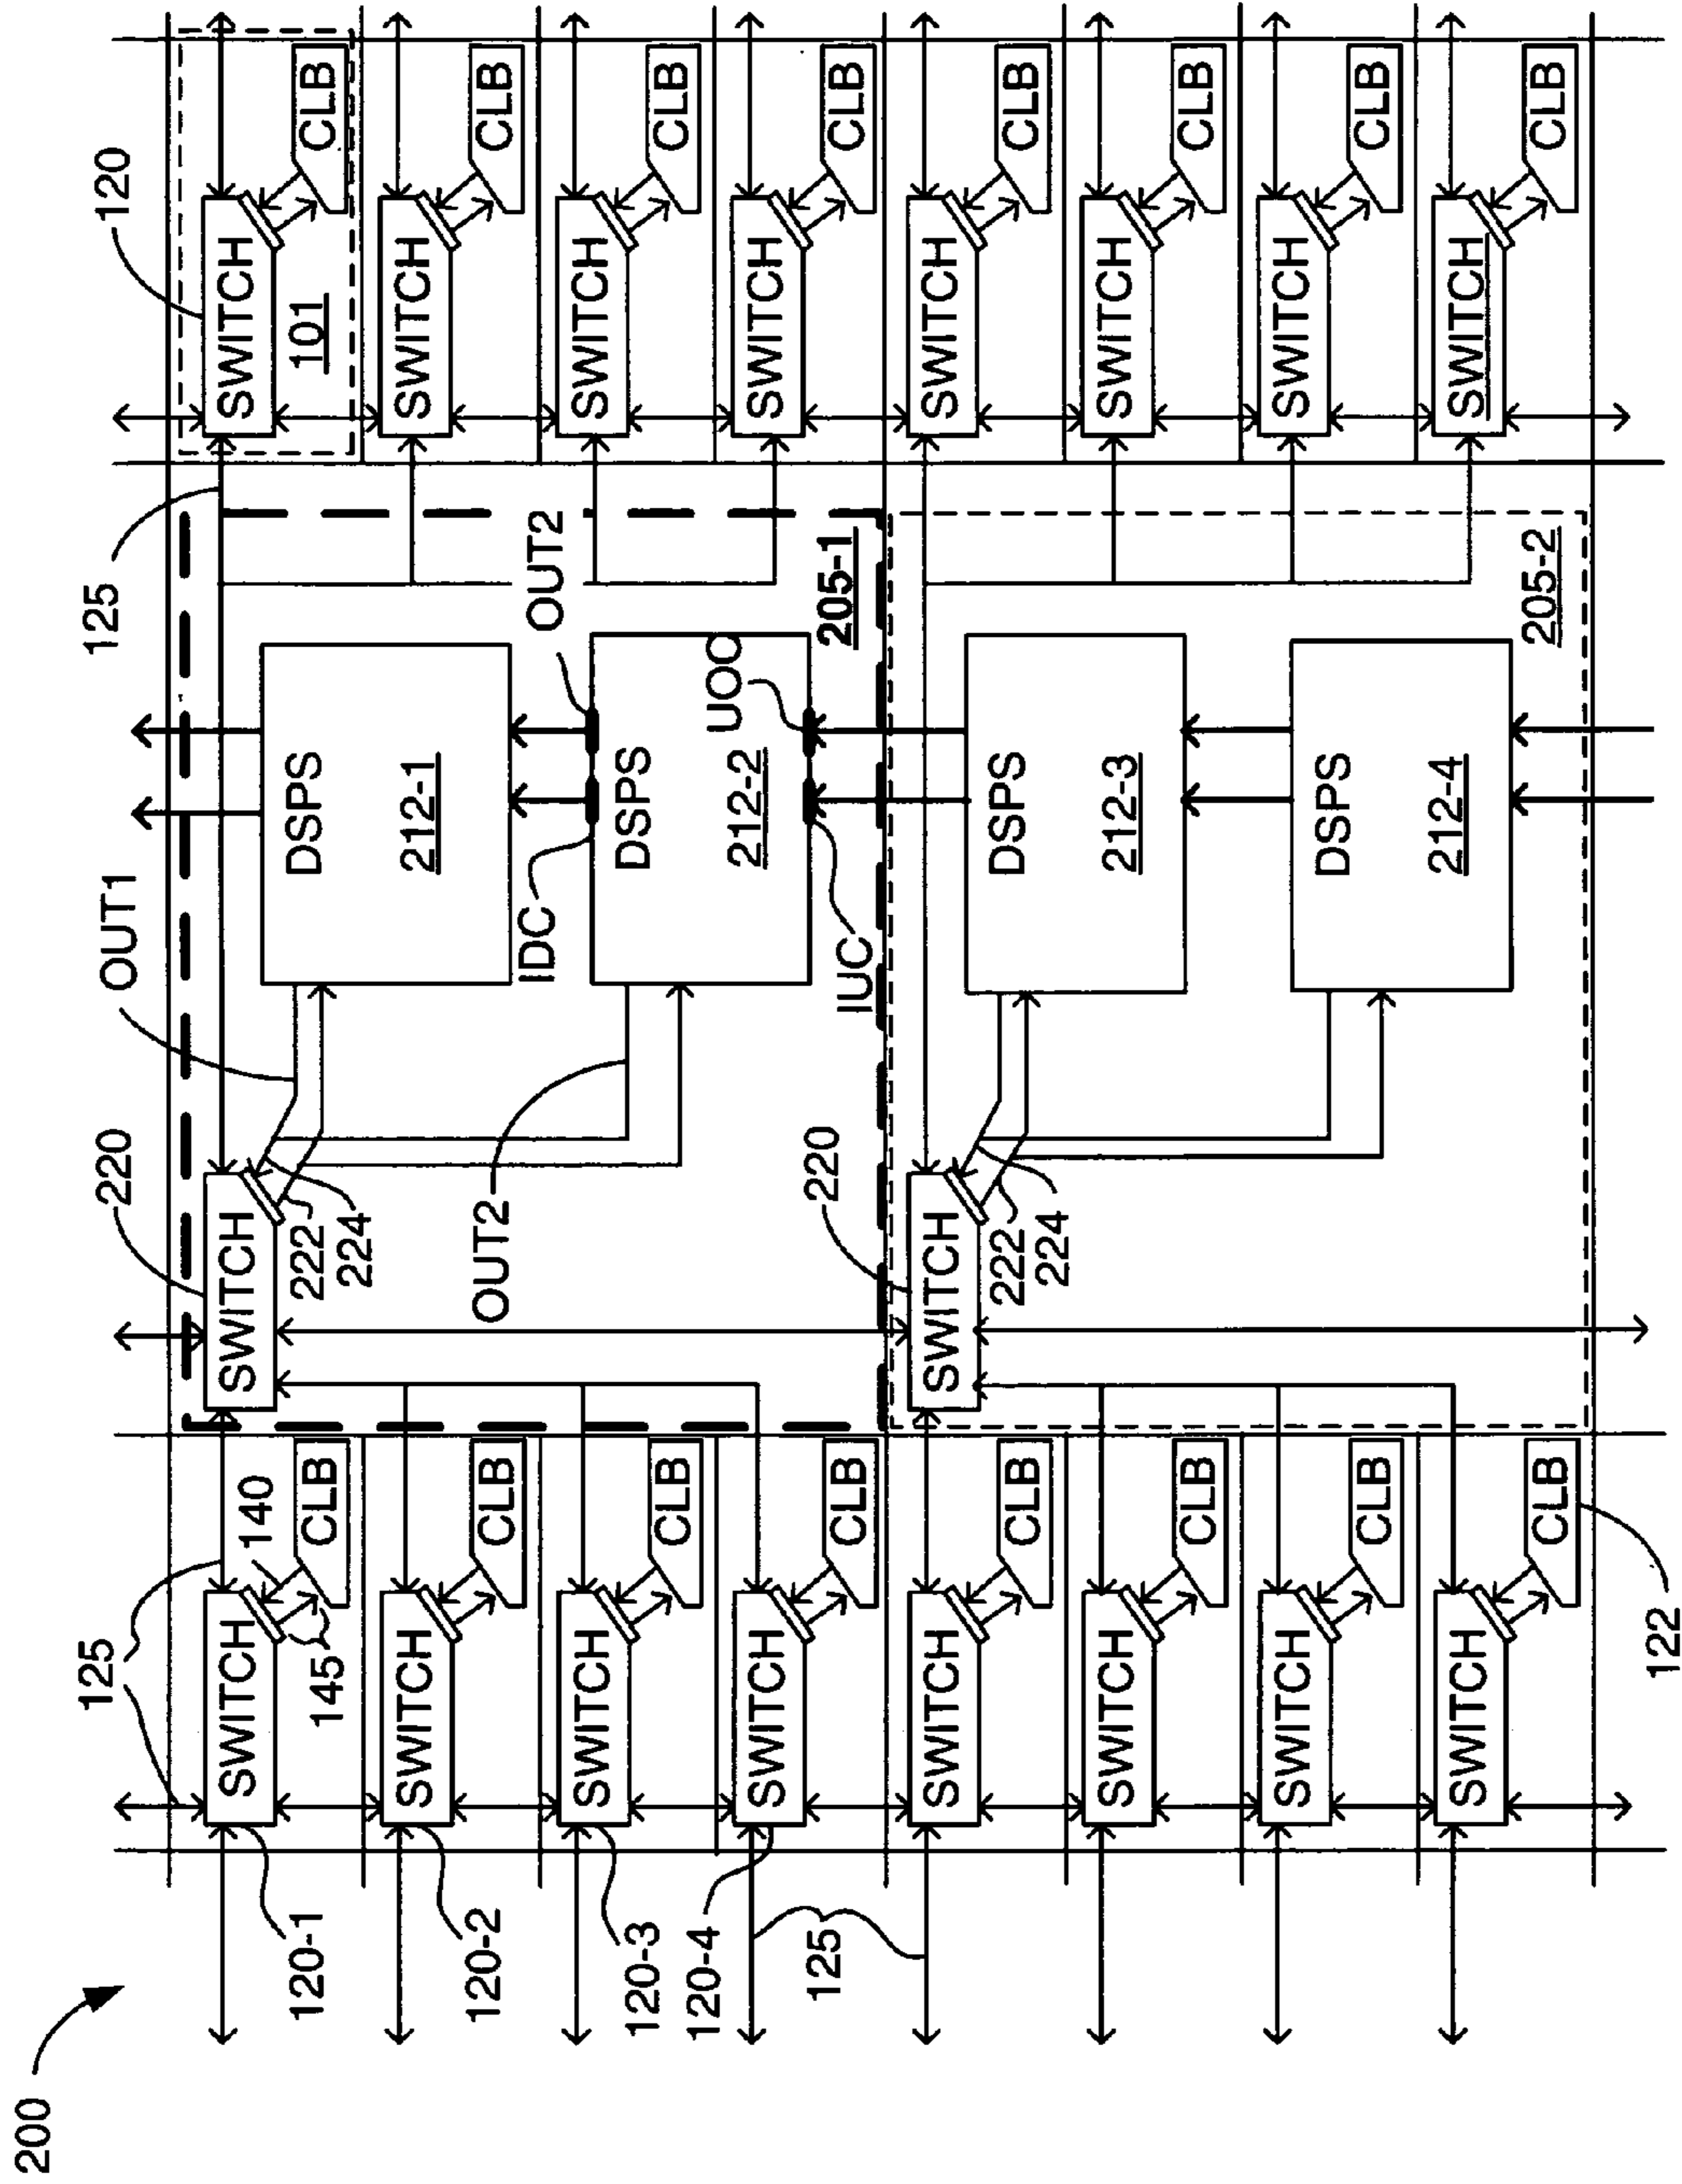 200
125
OUT1
125
120
220
SWITCH
140
SWITCH
SWITCH
120-1
CLB
222
DSPS
101
CLB
145
224
SWITCH
212-1
SWITCH
120-2
CLB
OUT2
CLB
IDC
OUT2
SWITCH
SWITCH
DSPS
120-3
CLB
CLB
120-4
UOC
SWITCH
212-2
SWITCH
125
CLB
220
205-1
CLB
IUC
SWITCH
SWITCH
SWITCH
CLB
222
DSPS
CLB
224
SWITCH
212-3
SWITCH
CLB
CLB
SWITCH
SWITCH
DSPS
CLB
CLB
212-4
SWITCH
SWITCH
CLB
205-2
CLB
122